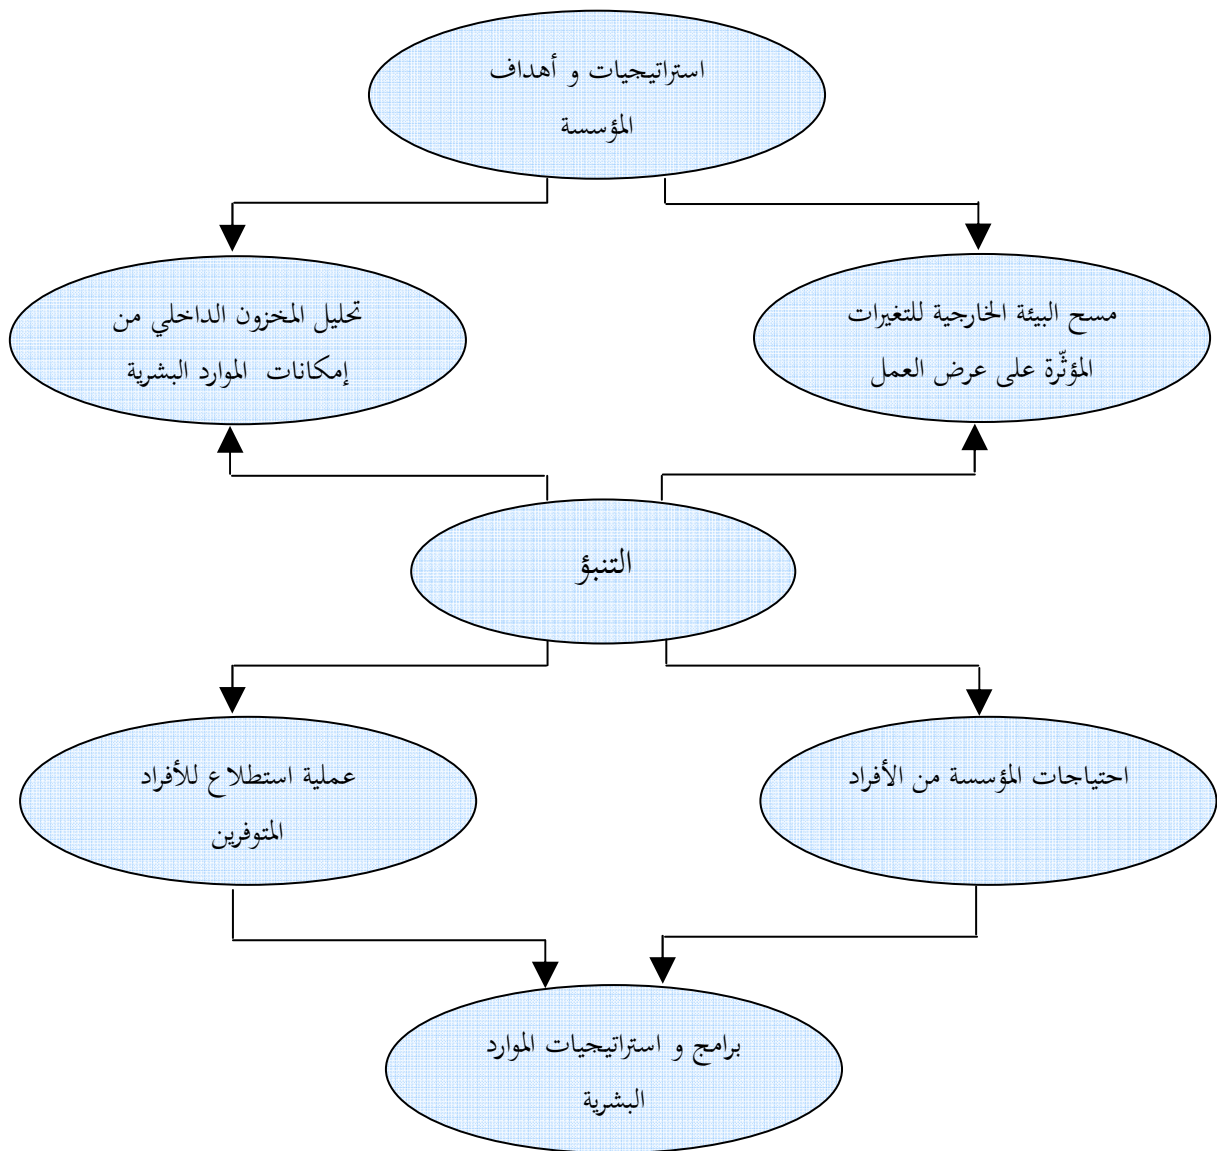 استراتيجيات و أهداف
المؤسسة
مسح البيئة الخارجية للتغيرات
المؤثّرة على عرض العمل
تحليل المخزون الداخلي من
إمكانات الموارد البشرية
التنبؤ
احتياجات المؤسسة من الأفراد
عملية استطلاع للأفراد
المتوفرين
برامج و استراتيجيات الموارد
البشرية